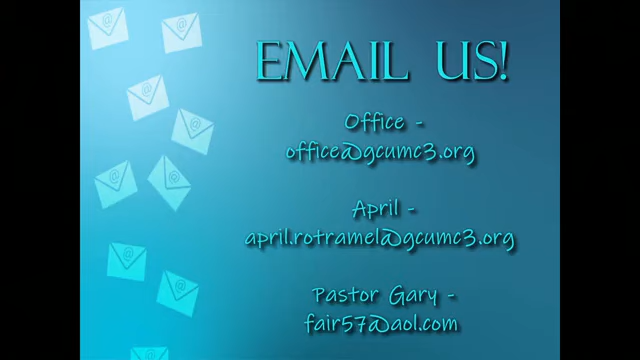 EMAIL US!
Office -
office@gcumc3.org
April -
april.rotramel@gcumc3.org
Pastor Gary -
fair57@aol.com